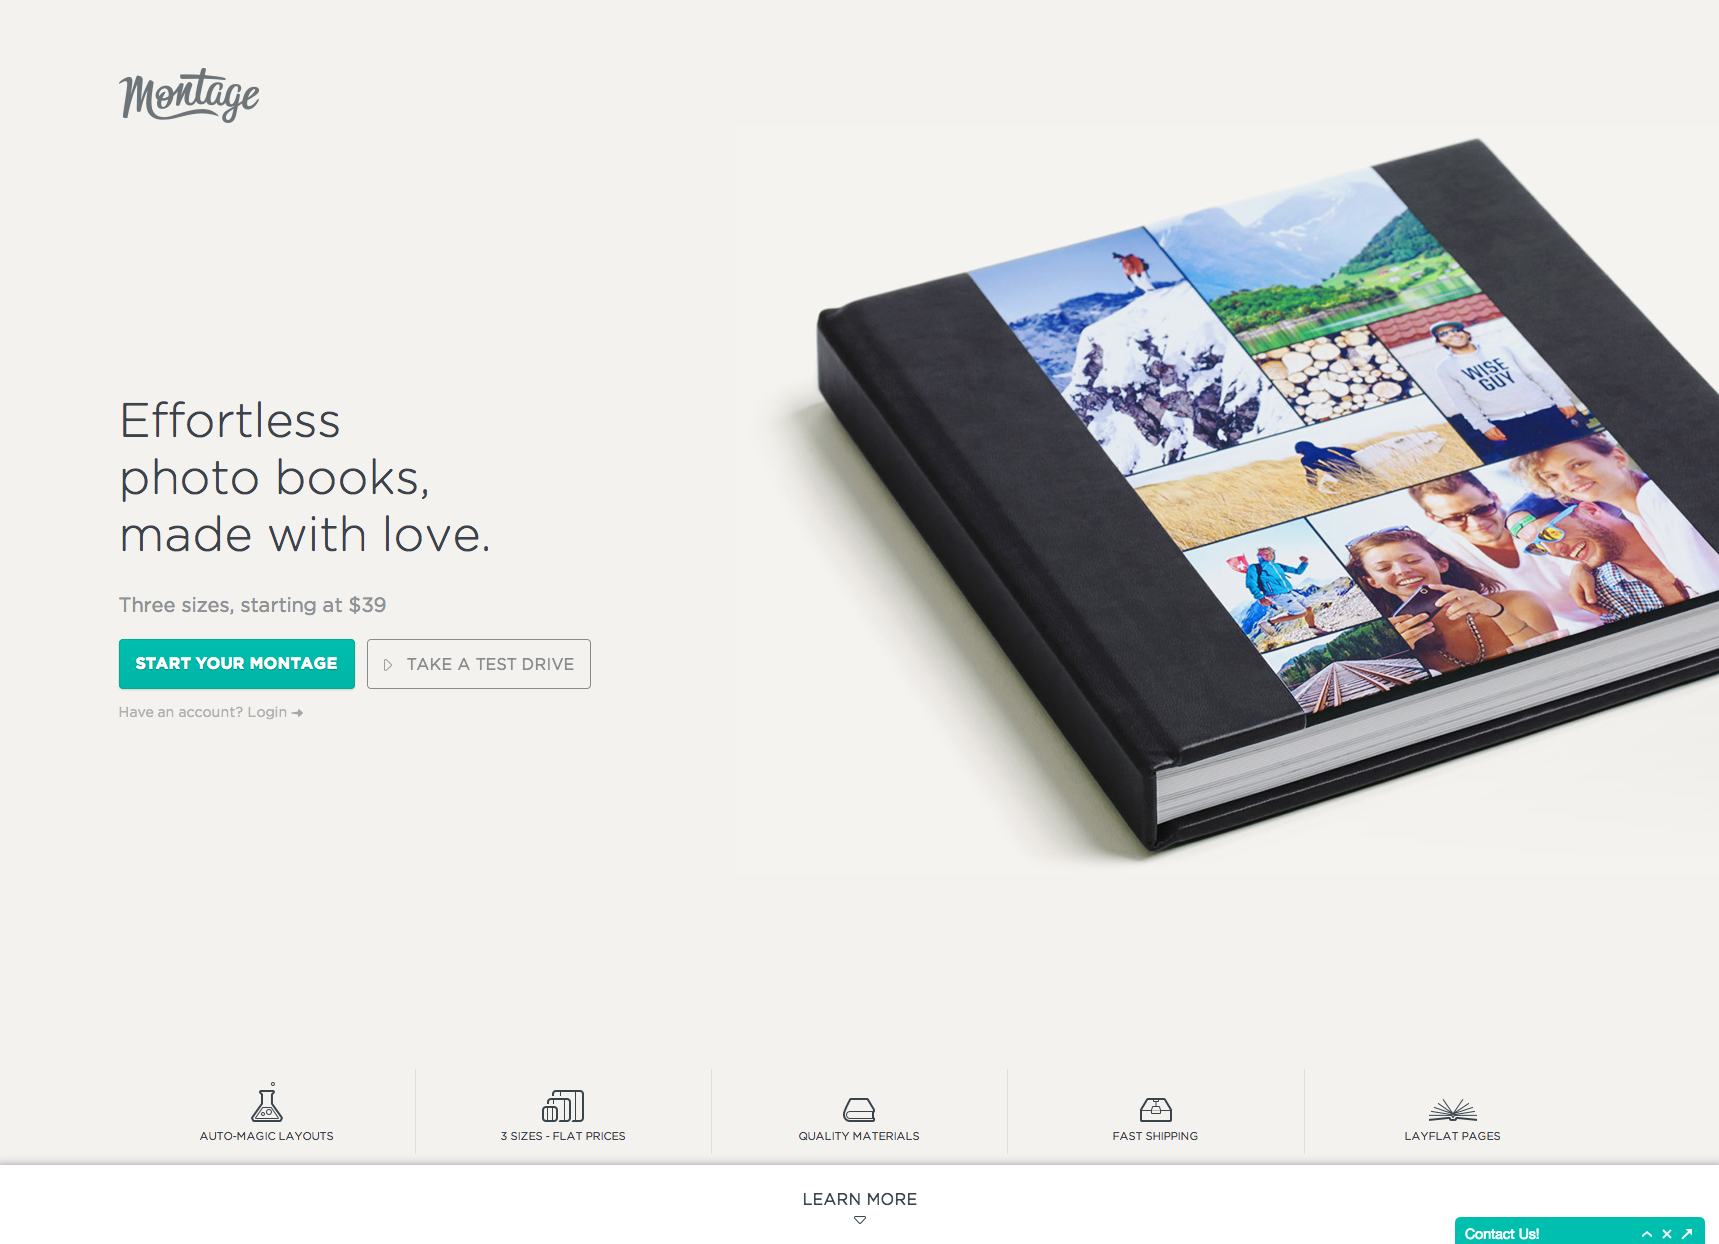 Montage
WISE
GUY
Effortless
photo books,
made with love.
Three sizes, starting at $39
START YOUR MONTAGE
TAKE A TEST DRIVE
Have an account? Login
AUTO-MAGIC LAYOUTS
3 SIZES - FLAT PRICES
QUALITY MATERIALS
FAST SHIPPING
LAYFLAT PAGES
LEARN MORE
Contact Us!